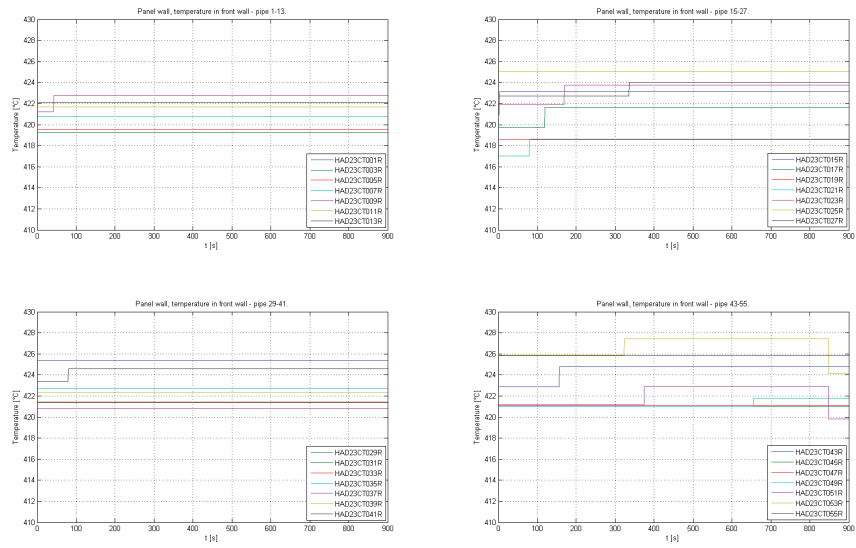 Panel wall, temperature in front wall - pipe 1-13.
430
428
426
424
422
420
418
416
414
412
410
Temperature [°C]
0 100 200 300 400 500 600 700 800 900
t [s]
HAD23CT001R
HAD23CT003R
HAD23CT005R
HAD23CT007R
HAD23CT009R
HAD23CT011R
HAD23CT013R
Panel wall, temperature in front wall - pipe 15-27.
430
428
426
424
422
420
418
416
414
412
410
Temperature [°C]
0 100 200 300 400 500 600 700 800 900
t [s]
HAD23CT015R
HAD23CT017R
HAD23CT019R
HAD23CT021R
HAD23CT023R
HAD23CT025R
HAD23CT027R
Panel wall, temperature in front wall - pipe 29-41.
430
428
426
424
422
420
418
416
414
412
410
Temperature [°C]
0 100 200 300 400 500 600 700 800 900
t [s]
HAD23CT029R
HAD23CT031R
HAD23CT033R
HAD23CT035R
HAD23CT037R
HAD23CT039R
HAD23CT041R
Panel wall, temperature in front wall - pipe 43-55.
430
428
426
424
422
420
418
416
414
412
410
Temperature [°C]
0 100 200 300 400 500 600 700 800 900
t [s]
HAD23CT043R
HAD23CT045R
HAD23CT047R
HAD23CT049R
HAD23CT051R
HAD23CT053R
HAD23CT055R